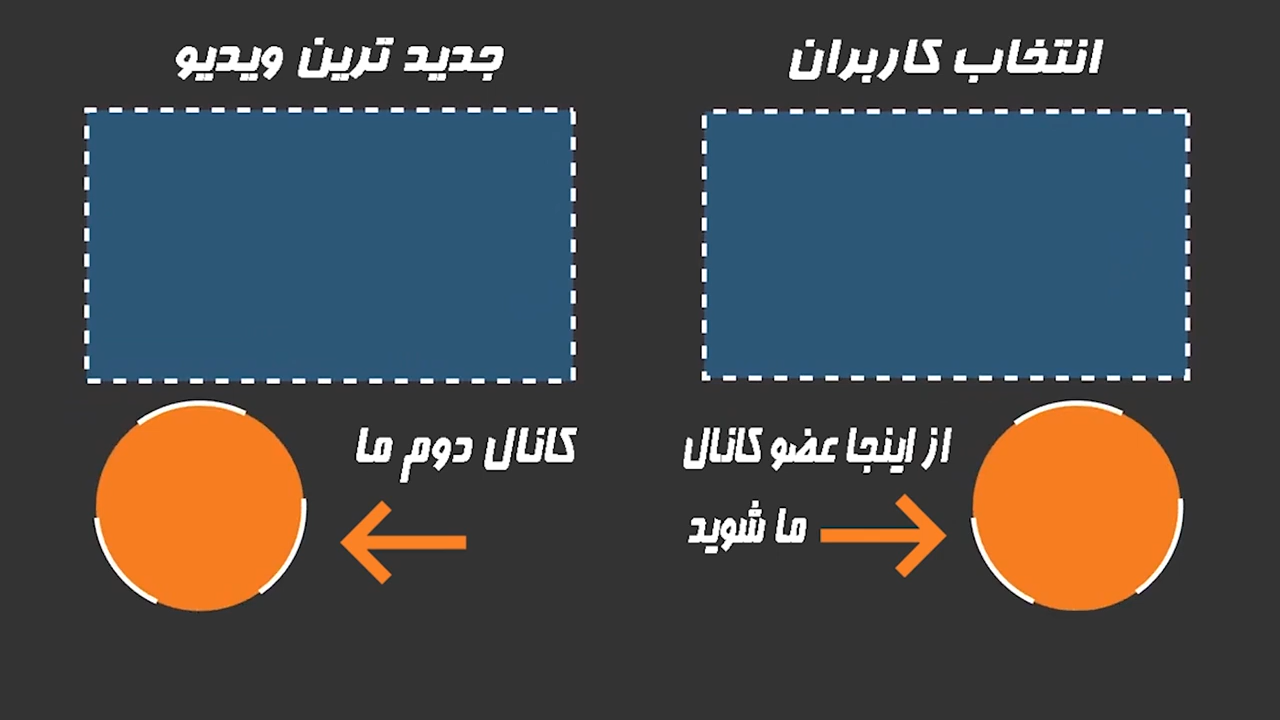 انتخاب کاربران
جدید ترین ویدیو
از اینجا عضو کانال
ما شوید
کانال دوم ما